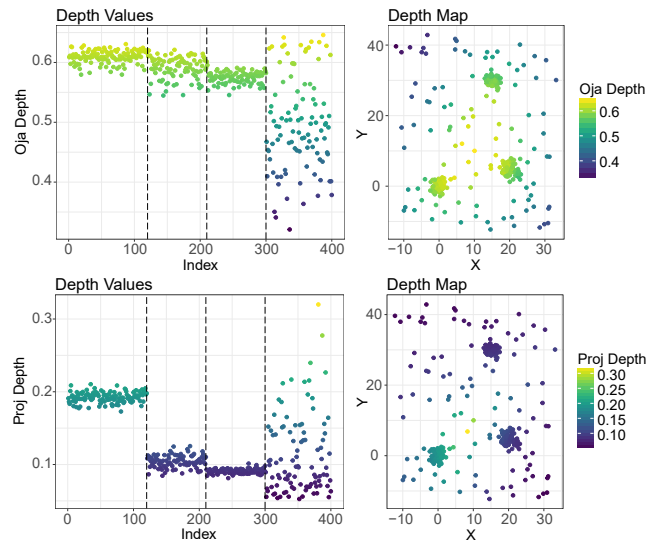 Depth Values
Depth Map
0.6
0.5
0.4
Oja Depth
0
100
200
300
400
Index
40
20
0
Y
−10
0
10
20
30
X
Oja Depth
0.6
0.5
0.4
Depth Values
Depth Map
0.3
0.2
0.1
Proj Depth
0
100
200
300
400
Index
40
20
0
Y
−10
0
10
20
30
X
Proj Depth
0.30
0.25
0.20
0.15
0.10